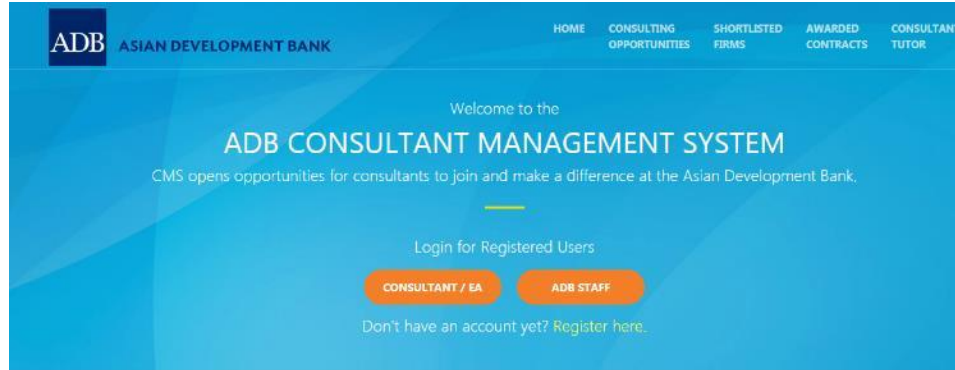 ADB ASIAN DEVELOPMENT BANK
HOME
CONSULTING
OPPORTUNITIES
SHORTLISTED
FIRMS
AWARDED
CONTRACTS
CONSULTANT
TUTOR
Welcome to the
ADB CONSULTANT MANAGEMENT SYSTEM
CMS opens opportunities for consultants to join and make a difference at the Asian Development Bank.
Login for Registered Users
CONSULTANT / EA
ADB STAFF
Don't have an account yet? Register here.